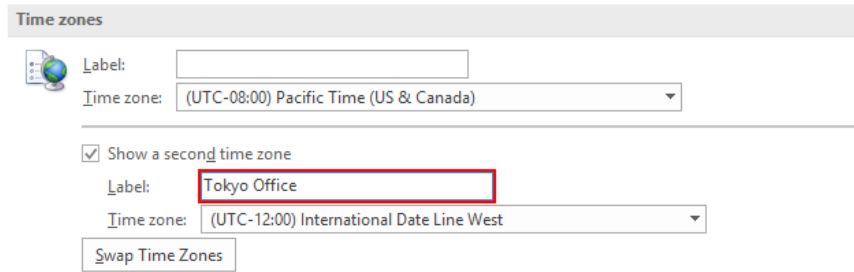 Time zones
Label:
Time zone: (UTC-08:00) Pacific Time (US & Canada)
Show a second time zone
Label: Tokyo Office
Time zone: (UTC-12:00) International Date Line West
Swap Time Zones